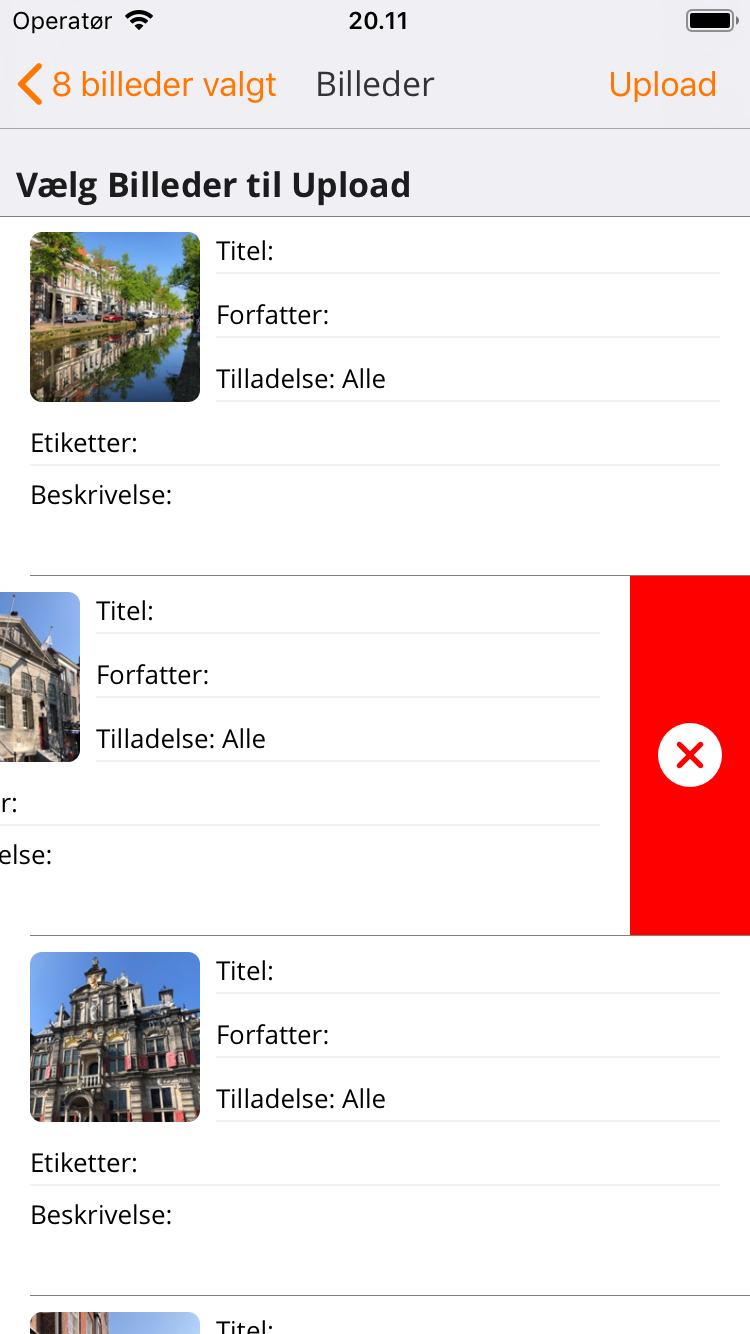 Operatør 20.11
8 billeder valgt Billeder Upload
Vælg Billeder til Upload
Titel:
Forfatter:
Tilladelse: Alle
Etiketter:
Beskrivelse:
Titel:
Forfatter:
Tilladelse: Alle
r:
else:
Titel:
Forfatter:
Tilladelse: Alle
Etiketter:
Beskrivelse:
Titel: